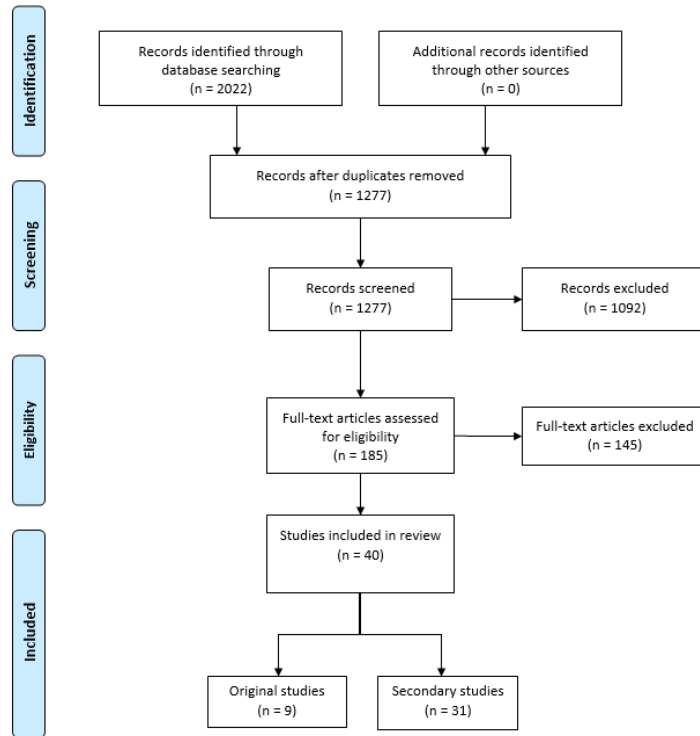 Identification
Records identified through
database searching
(n = 2022)
Additional records identified
through other sources
(n = 0)
Records after duplicates removed
(n = 1277)
Screening
Records screened
(n = 1277)
Records excluded
(n = 1092)
Eligibility
Full-text articles assessed
for eligibility
(n = 185)
Full-text articles excluded
(n = 145)
Included
Studies included in review
(n = 40)
Original studies
(n = 9)
Secondary studies
(n = 31)